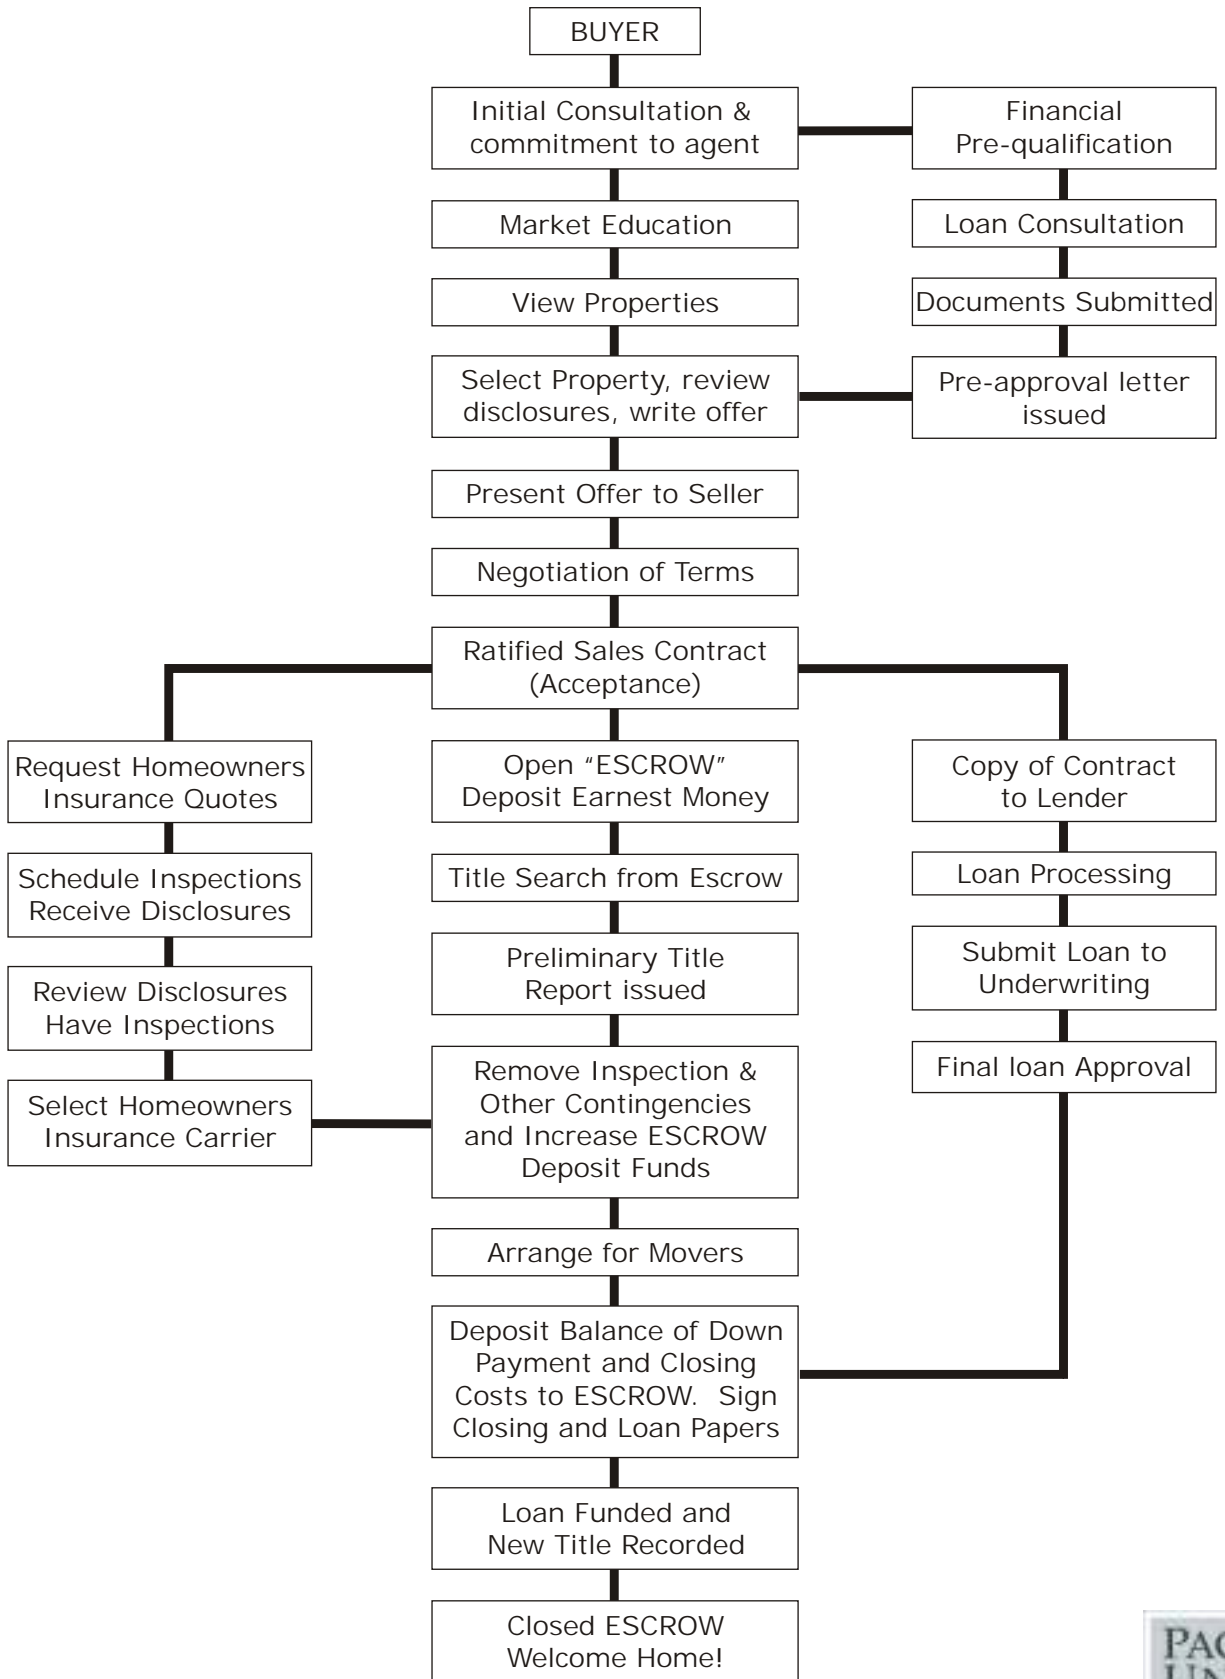 BUYER
Initial Consultation &
commitment to agent
Financial
Pre-qualification
Market Education
Loan Consultation
View Properties
Documents Submitted
Select Property, review
disclosures, write offer
Pre-approval letter
issued
Present Offer to Seller
Negotiation of Terms
Ratified Sales Contract
(Acceptance)
Request Homeowners
Insurance Quotes
Schedule Inspections
Receive Disclosures
Review Disclosures
Have Inspections
Select Homeowners
Insurance Carrier
Open “ESCROW”
Deposit Earnest Money
Title Search from Escrow
Preliminary Title
Report issued
Remove Inspection &
Other Contingencies
and Increase ESCROW
Deposit Funds
Copy of Contract
to Lender
Loan Processing
Submit Loan to
Underwriting
Final loan Approval
Arrange for Movers
Deposit Balance of Down
Payment and Closing
Costs to ESCROW.  Sign
Closing and Loan Papers
Loan Funded and
New Title Recorded
Closed ESCROW
Welcome Home!